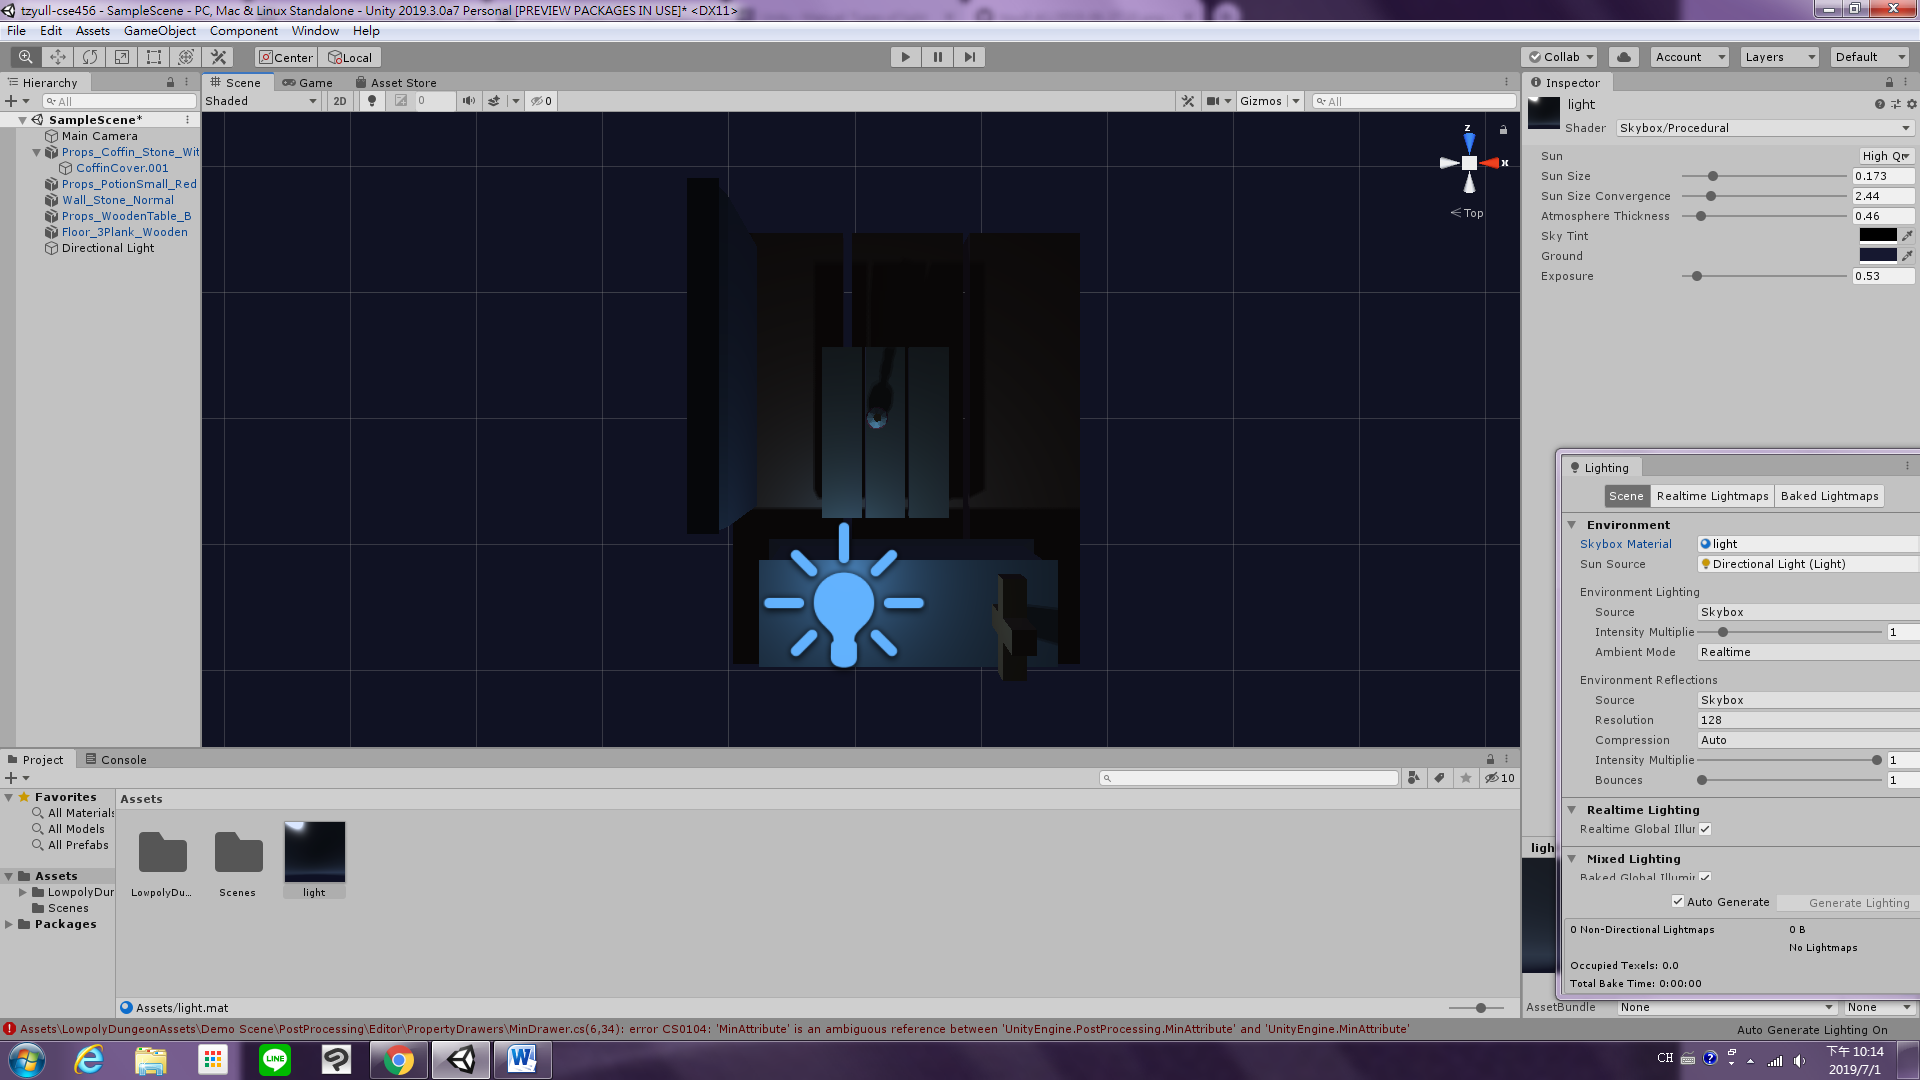 tzyull-cse456 - SampleScene - PC, Mac & Linux Standalone - Unity 2019.3.0a7 Personal [PREVIEW PACKAGES IN USE]* <DX11>
File Edit Assets GameObject Component Window Help
Center Local
Collab Account Layers Default
Hierarchy
All
SampleScene*
Main Camera
Props_Coffin_Stone_Wit
CoffinCover.001
Props_PotionSmall_Red
Wall_Stone_Normal
Props_WoodenTable_B
Floor_3Plank_Wooden
Directional Light
Scene Game Asset Store
Shaded 2D 0 0 Gizmos All
z
x
Top
Inspector
light
Shader Skybox/Procedural
Sun High Q
Sun Size 0.173
Sun Size Convergence 2.44
Atmosphere Thickness 0.46
Sky Tint
Ground
Exposure 0.53
Lighting
Scene Realtime Lightmaps Baked Lightmaps
Environment
Skybox Material light
Sun Source Directional Light (Light)
Environment Lighting
Source Skybox
Intensity Multiplie 1
Ambient Mode Realtime
Environment Reflections
Source Skybox
Resolution 128
Compression Auto
Intensity Multiplie 1
Bounces 1
Realtime Lighting
Realtime Global Illur
Mixed Lighting
Baked Global Illumir
Auto Generate Generate Lighting
0 Non-Directional Lightmaps 0 B
No Lightmaps
Occupied Texels: 0.0
Total Bake Time: 0:00:00
ligh
AssetBundle None None
Project Console
10
Favorites
All Materials
All Models
All Prefabs
Assets
LowpolyDur
Scenes
Packages
Assets
LowpolyDu...
Scenes
light
Assets/light.mat
Assets\LowpolyDungeonAssets\Demo Scene\PostProcessing\Editor\PropertyDrawers\MinDrawer.cs(6,34): error CS0104: 'MinAttribute' is an ambiguous reference between 'UnityEngine.PostProcessing.MinAttribute' and 'UnityEngine.MinAttribute'
Auto Generate Lighting On
LINE
CH
下午 10:14
2019/7/1